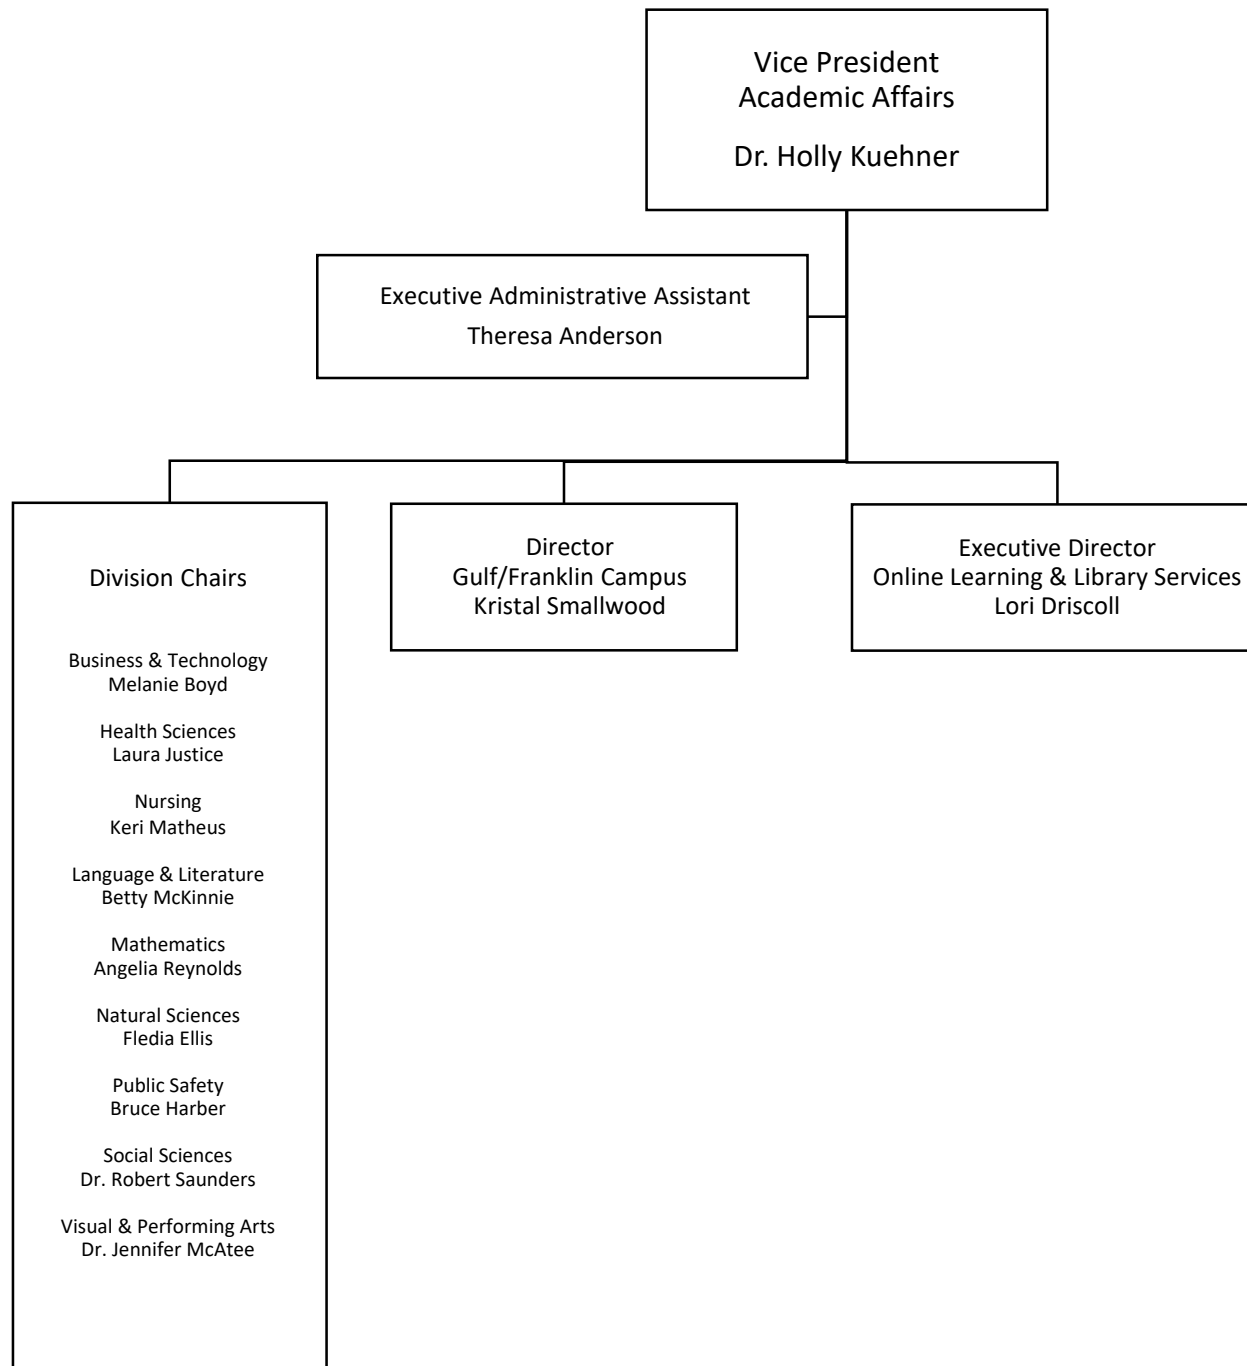 Vice President
Academic Affairs
Dr. Holly Kuehner
Executive Administrative Assistant
Theresa Anderson
Division Chairs
Business & Technology
Melanie Boyd
Health Sciences
Laura Justice
Nursing
Keri Matheus
Language & Literature
Betty McKinnie
Mathematics
Angelia Reynolds
Natural Sciences
Fledia Ellis
Public Safety
Bruce Harber
Social Sciences
Dr. Robert Saunders
Visual & Performing Arts
Dr. Jennifer McAtee
Director
Gulf/Franklin Campus
Kristal Smallwood
Executive Director
Online Learning & Library Services
Lori Driscoll